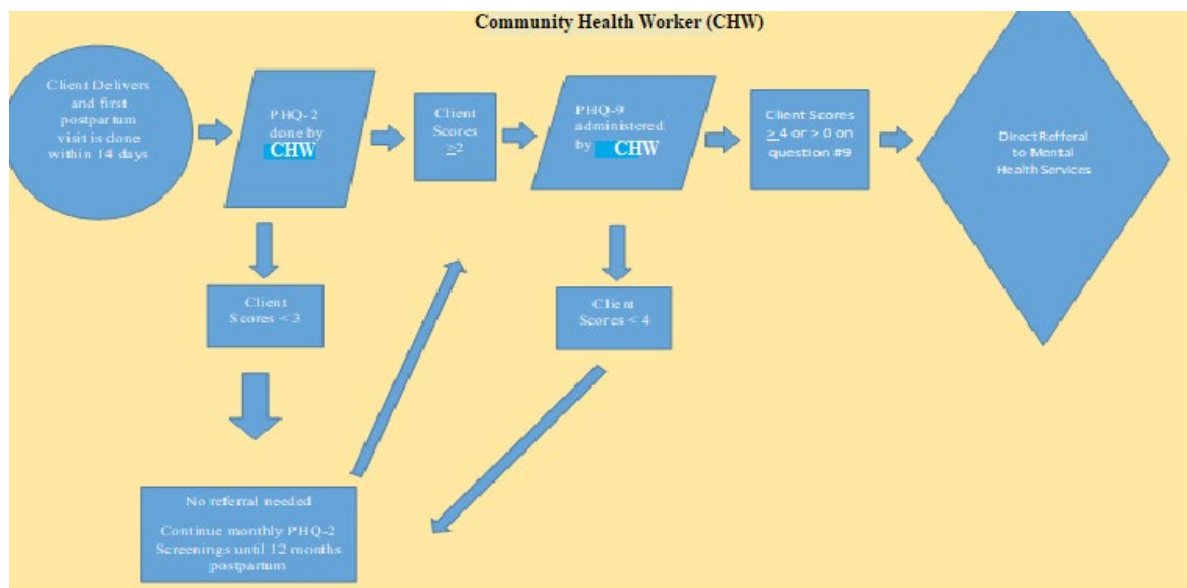 Community Health Worker (CHW)
Client Delivers
and first
postpartum
visit is done
within 14 days
PHQ-2
done by
CHW
Client
Scores
≥2
PHQ-9
administered
by CHW
Client Scores
≥ 4 or > 0 on
question #9
Direct Refferal
to Mental
Health Services
Client
Scores < 3
Client
Scores < 4
No referral needed
Continue monthly PHQ-2
Screenings until 12 months
postpartum